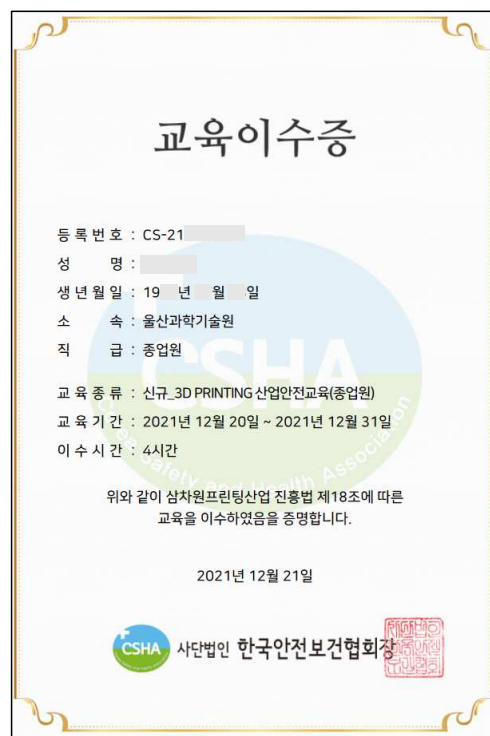 교육이수증
등록번호 : CS-21
성 명 :
생년월일 : 19 년 월 일
소 속 : 울산과학기술원
직 급 : 종업원
교육종류 : 신규_3D PRINTING 산업안전교육(종업원)
교육기간 : 2021년 12월 20일 ~ 2021년 12월 31일
이수시간 : 4시간
위와 같이 삼차원프린팅산업 진흥법 제18조에 따른
교육을 이수하였음을 증명합니다.
2021년 12월 21일
CSHA 사단법인 한국안전보건협회장
CSHA
Safety and Health Association